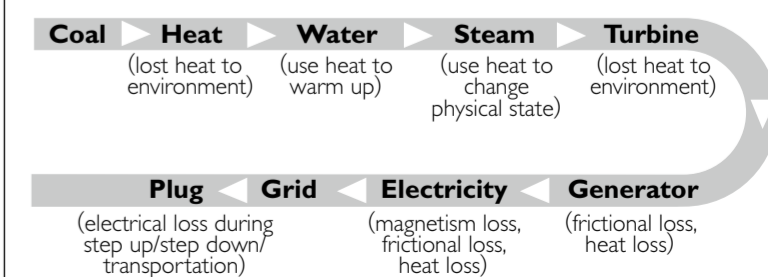 Coal Heat Water Steam Turbine
(lost heat to environment) (use heat to warm up) (use heat to change physical state) (lost heat to environment)
Plug Grid Electricity Generator
(electrical loss during step up/step down/ transportation) (magnetism loss, frictional loss, heat loss) (frictional loss, heat loss)